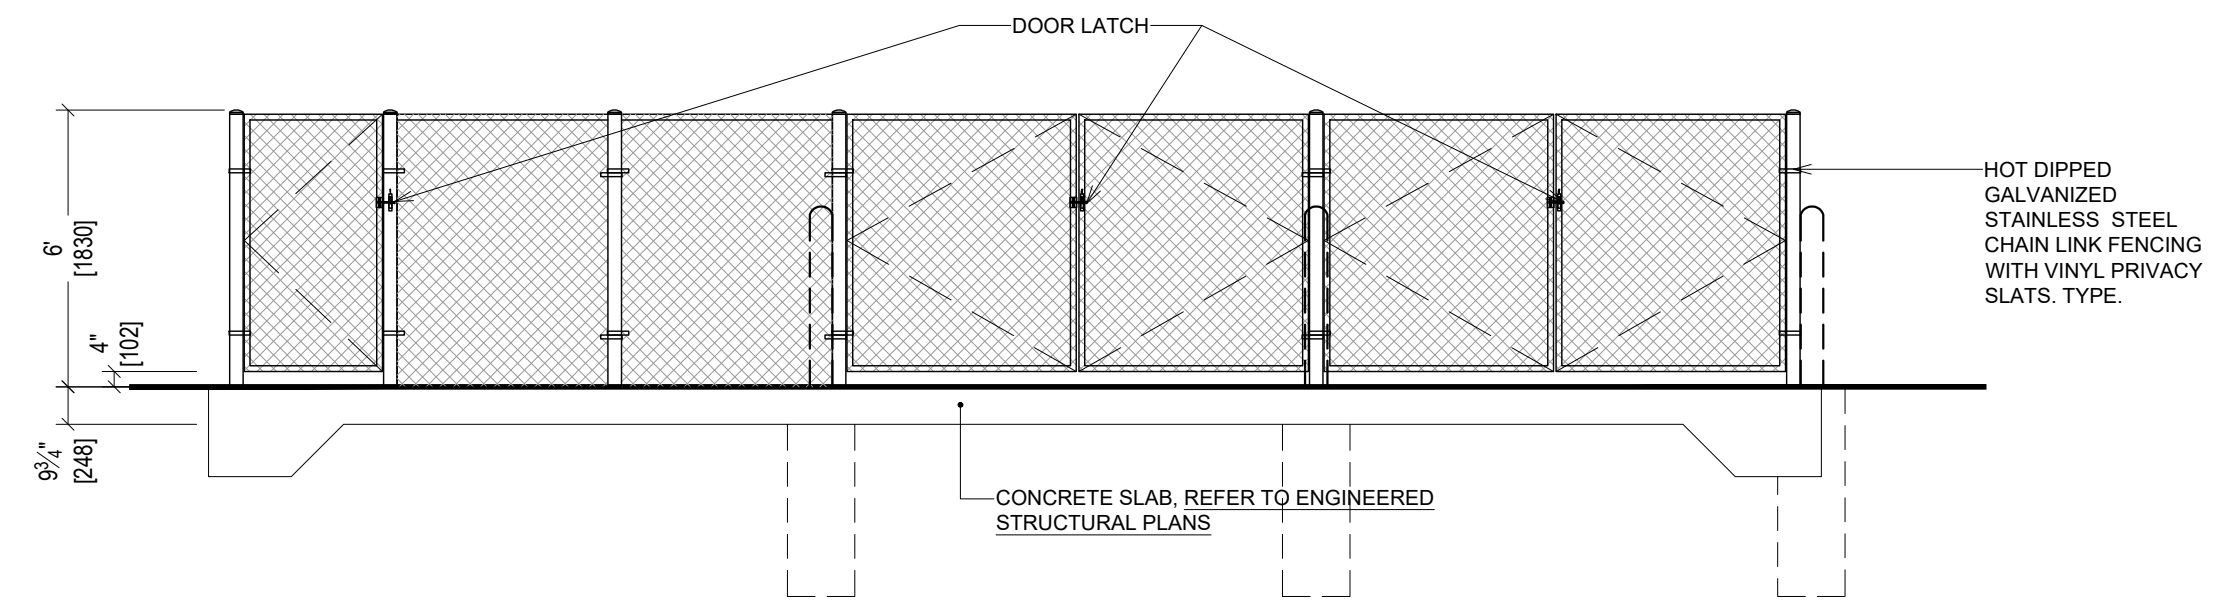 DOOR LATCH
6'
[1830]
4"
[102]
9¾"
[248]
HOT DIPPED
GALVANIZED
STAINLESS STEEL
CHAIN LINK FENCING
WITH VINYL PRIVACY
SLATS. TYPE.
CONCRETE SLAB, REFER TO ENGINEERED
STRUCTURAL PLANS